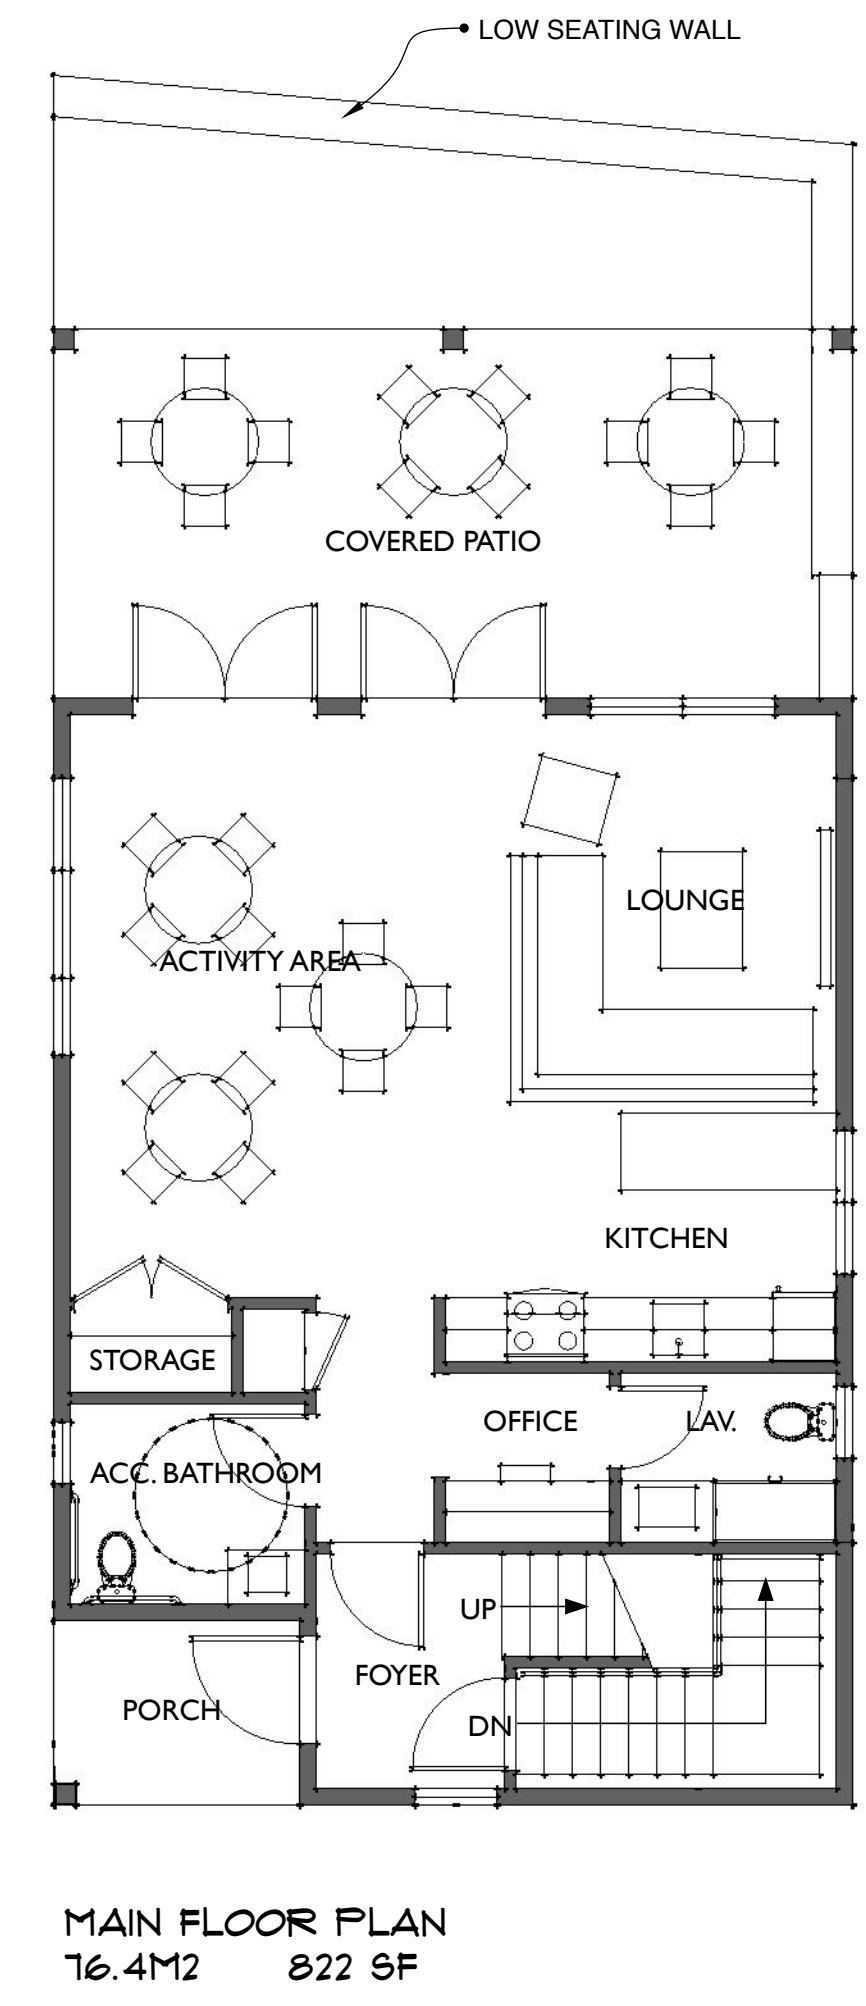 LOW SEATING WALL
COVERED PATIO
LOUNGE
ACTIVITY AREA
KITCHEN
STORAGE
OFFICE
LAV.
ACC. BATHROOM
UP
FOYER
PORCH
DN
MAIN FLOOR PLAN
76.4M2 822 SF